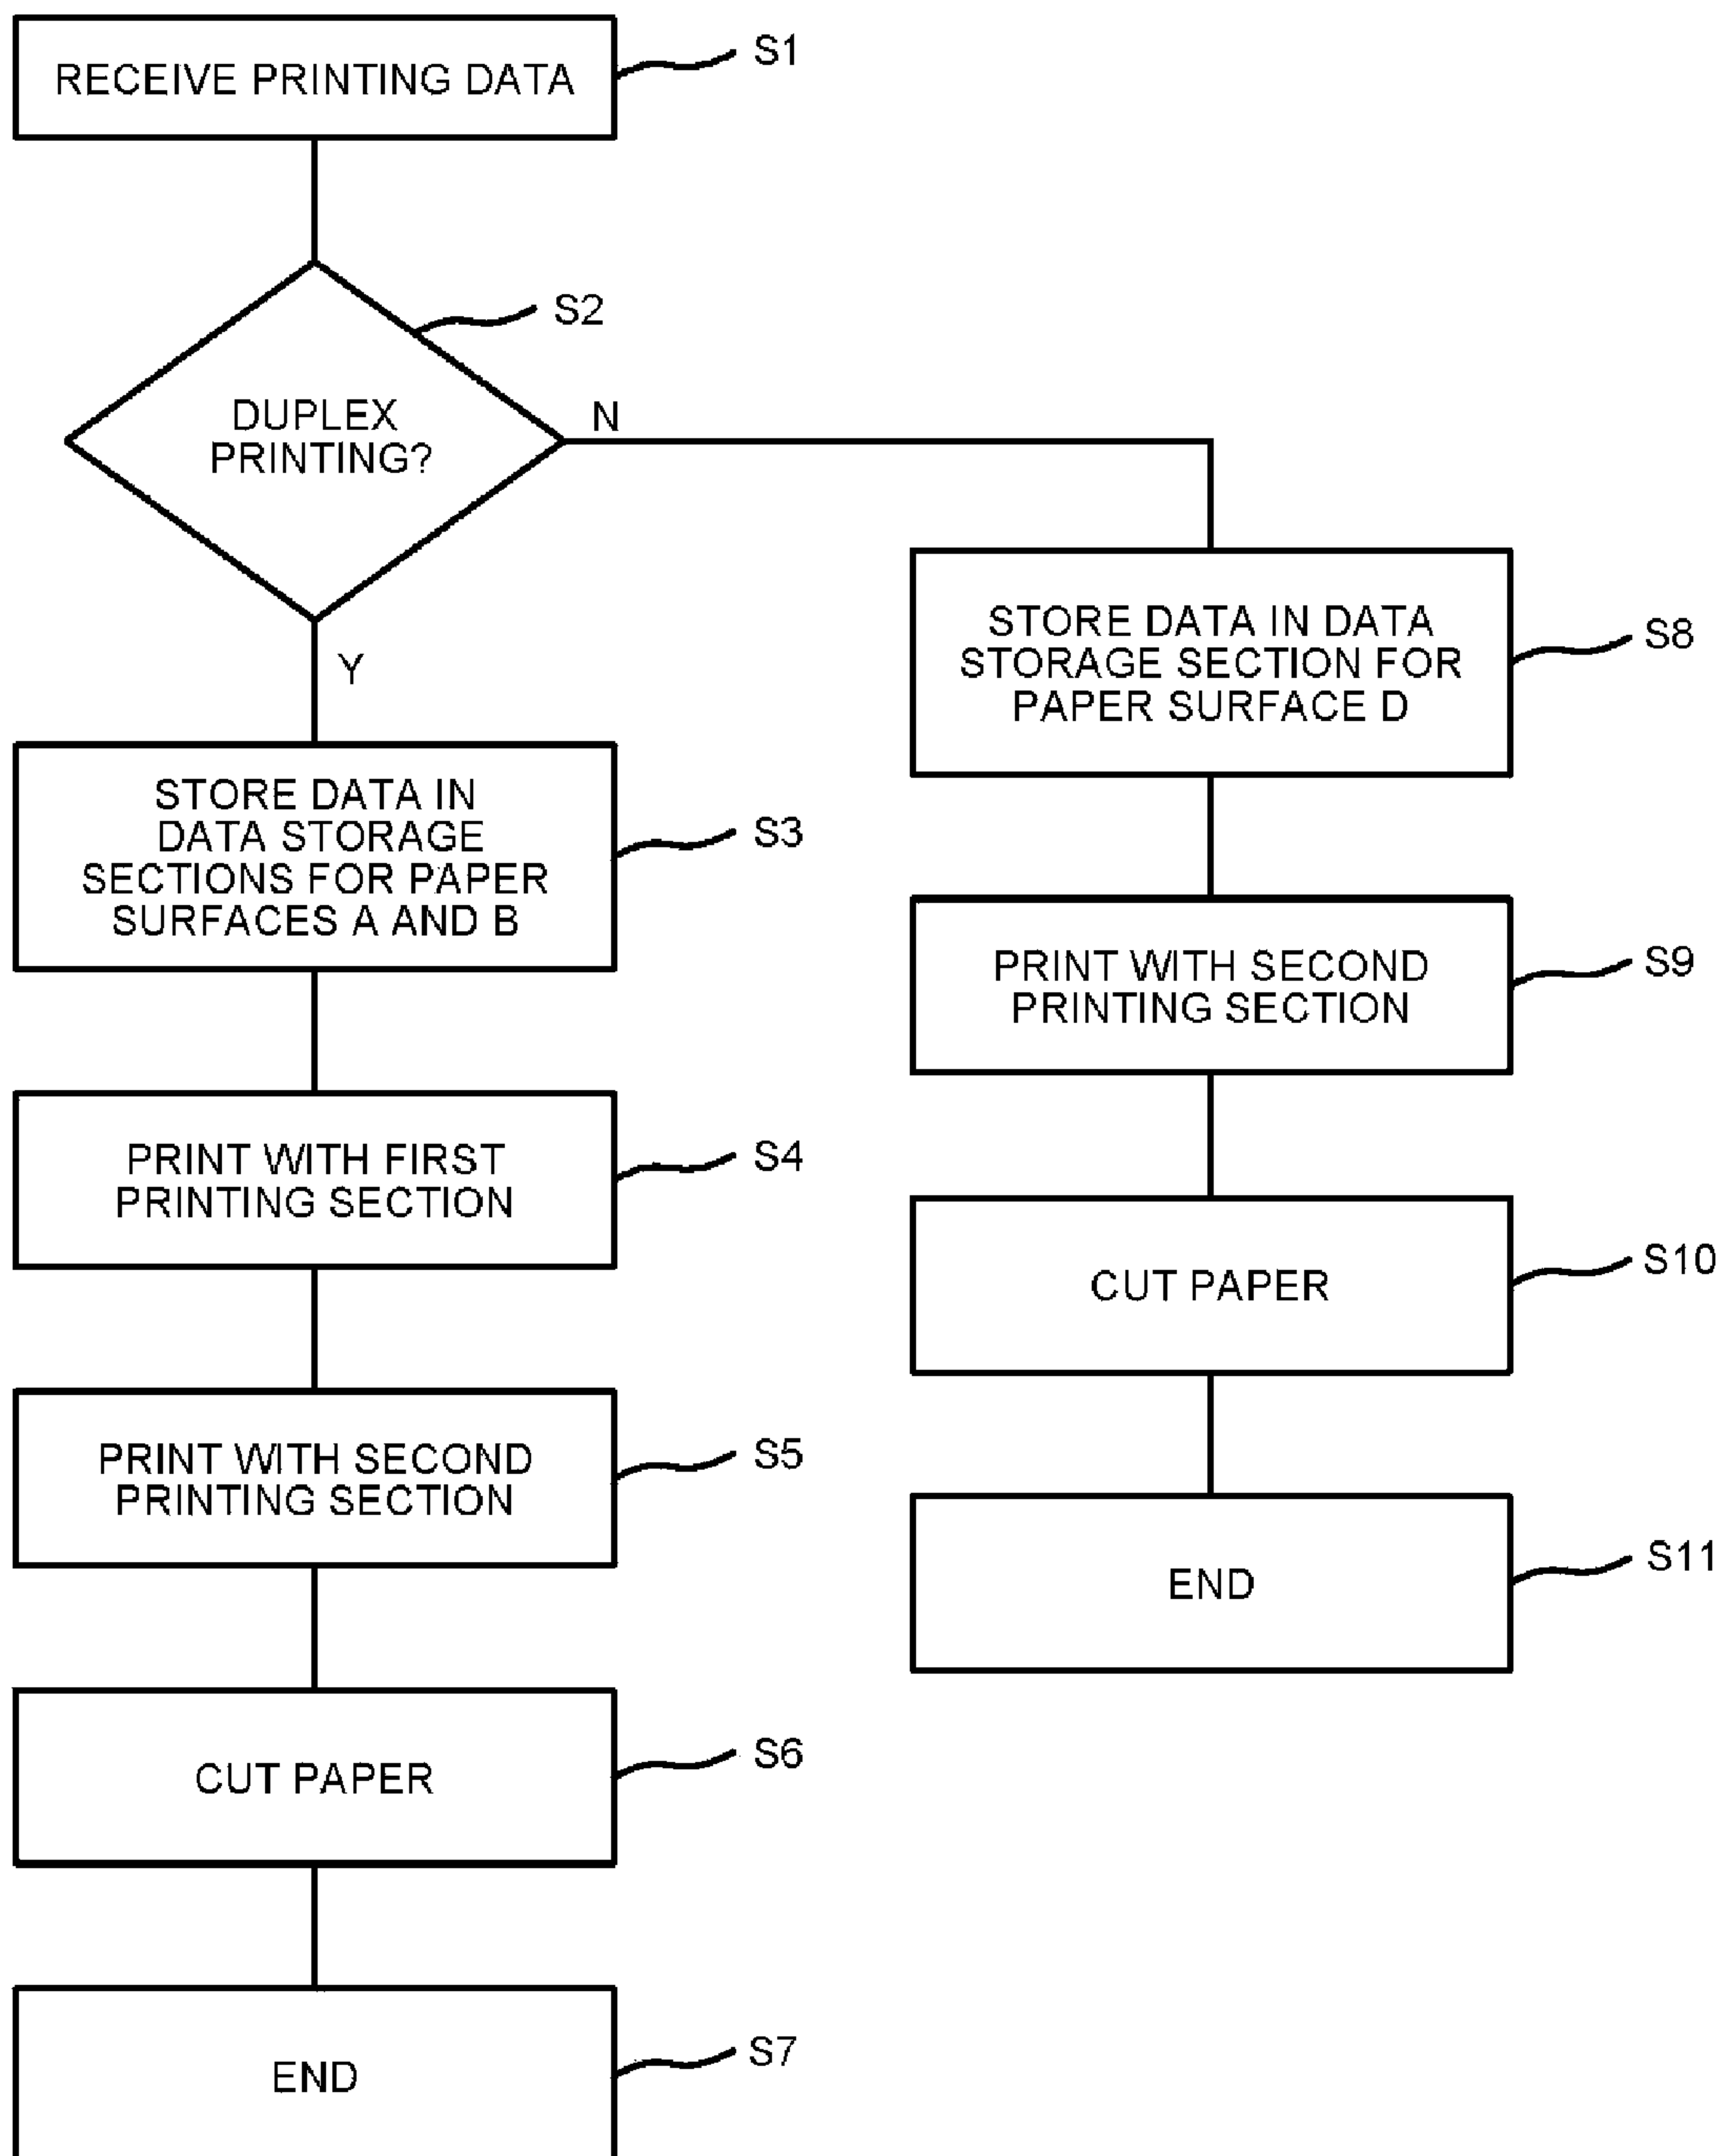 RECEIVE PRINTING DATA
S1
S2
DUPLEX
PRINTING?
N
Y
STORE DATA IN
DATA STORAGE
SECTIONS FOR PAPER
SURFACES A AND B
S3
PRINT WITH FIRST
PRINTING SECTION
S4
PRINT WITH SECOND
PRINTING SECTION
S5
CUT PAPER
S6
END
S7
STORE DATA IN DATA
STORAGE SECTION FOR
PAPER SURFACE D
S8
PRINT WITH SECOND
PRINTING SECTION
S9
CUT PAPER
S10
END
S11